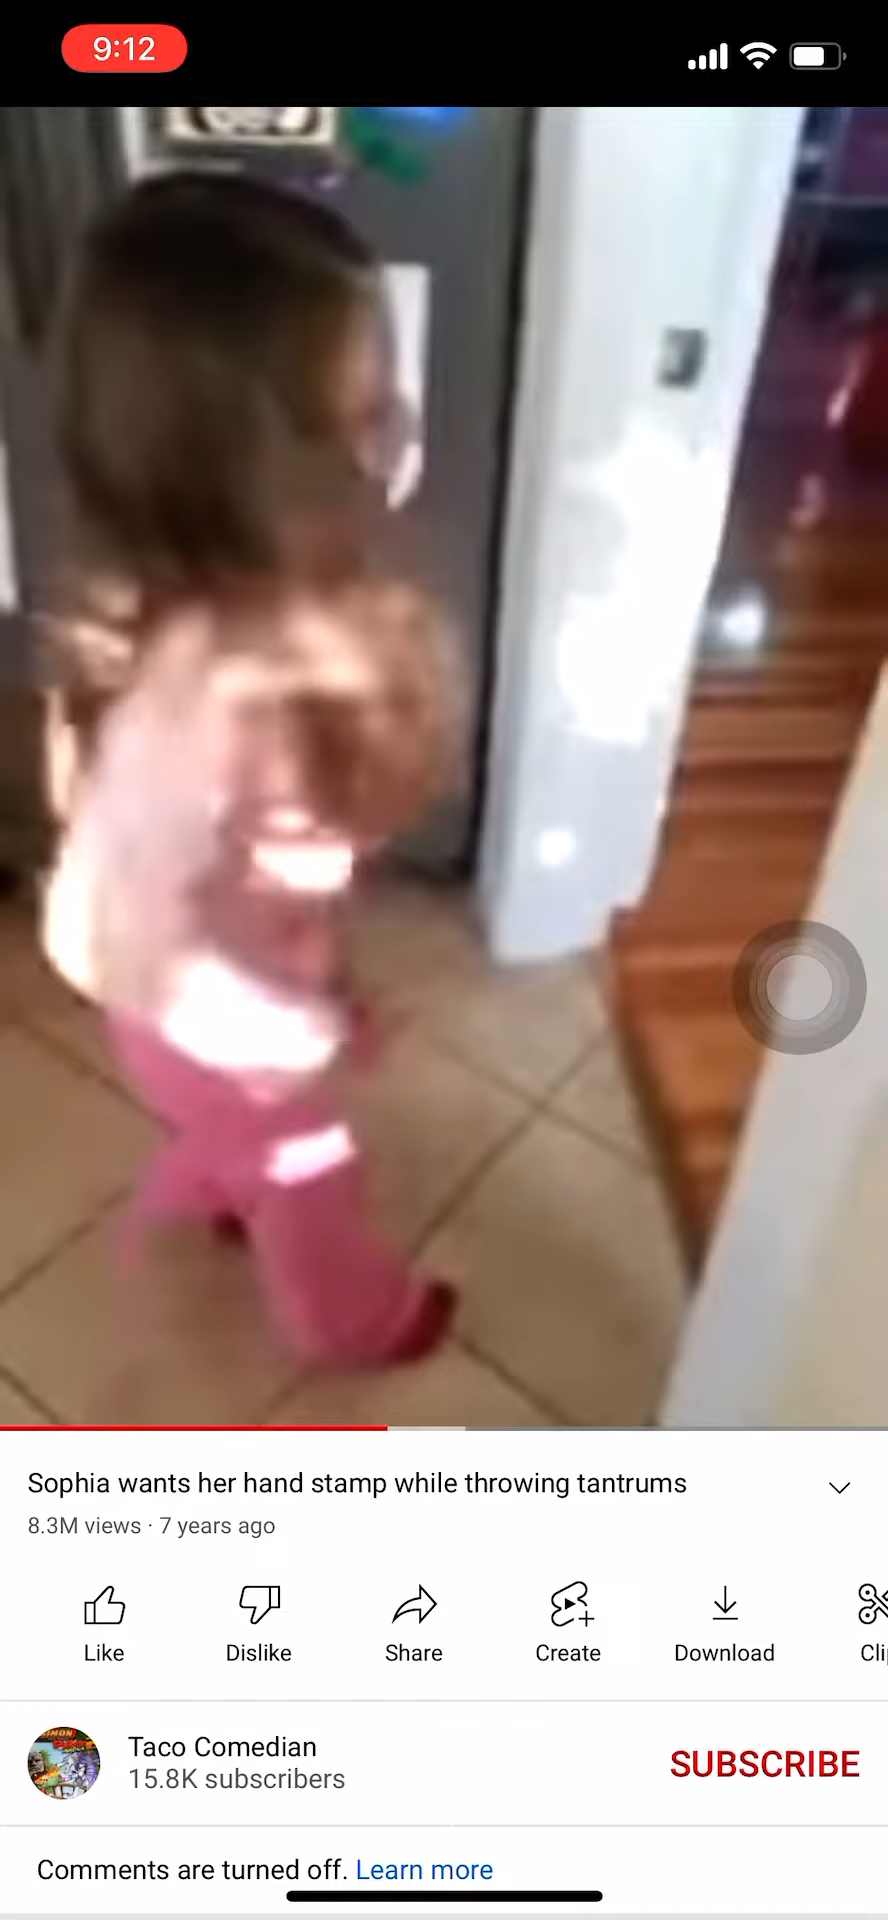 9:12
Sophia wants her hand stamp while throwing tantrums
8.3M views · 7 years ago
Like
Dislike
Share
Create
Download
Cli
Taco Comedian
15.8K subscribers
SUBSCRIBE
Comments are turned off. Learn more